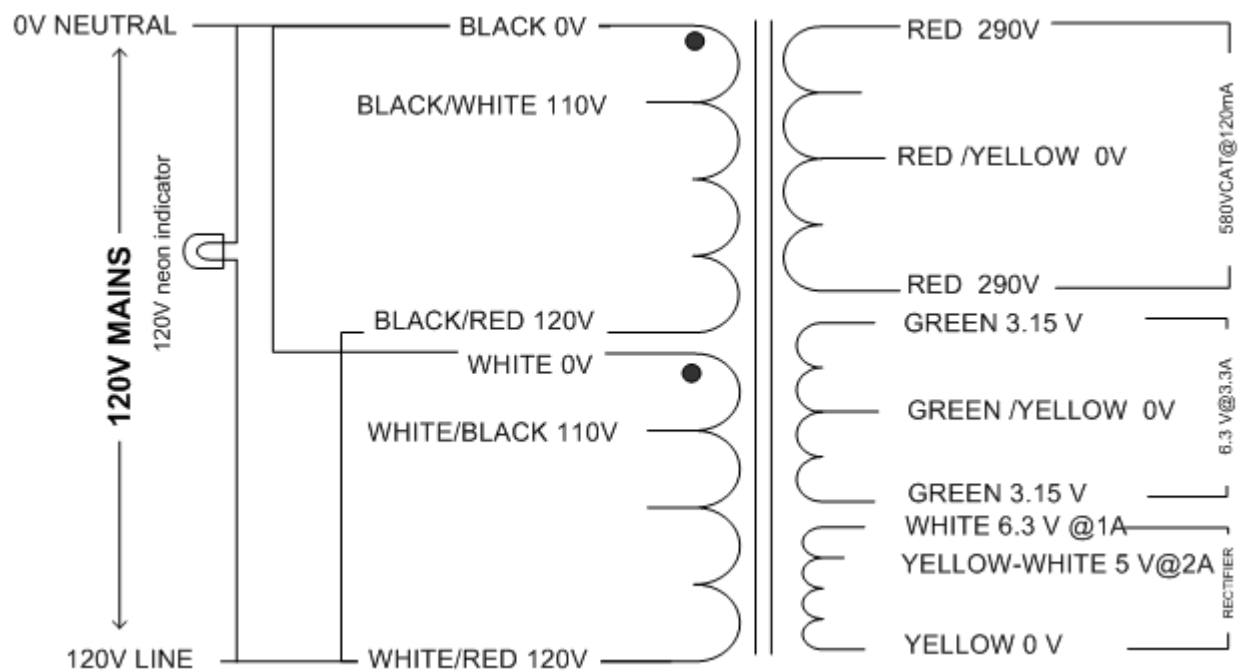 0V NEUTRAL
120V MAINS
120V neon indicator
120V LINE
BLACK 0V
BLACK/WHITE 110V
BLACK/RED 120V
WHITE 0V
WHITE/BLACK 110V
WHITE/RED 120V
RED 290V
RED /YELLOW 0V
RED 290V
580VCAT@120mA
GREEN 3.15 V
GREEN /YELLOW 0V
GREEN 3.15 V
6.3 V@3.3A
WHITE 6.3 V @1A
YELLOW-WHITE 5 V@2A
YELLOW 0 V
RECTIFIER